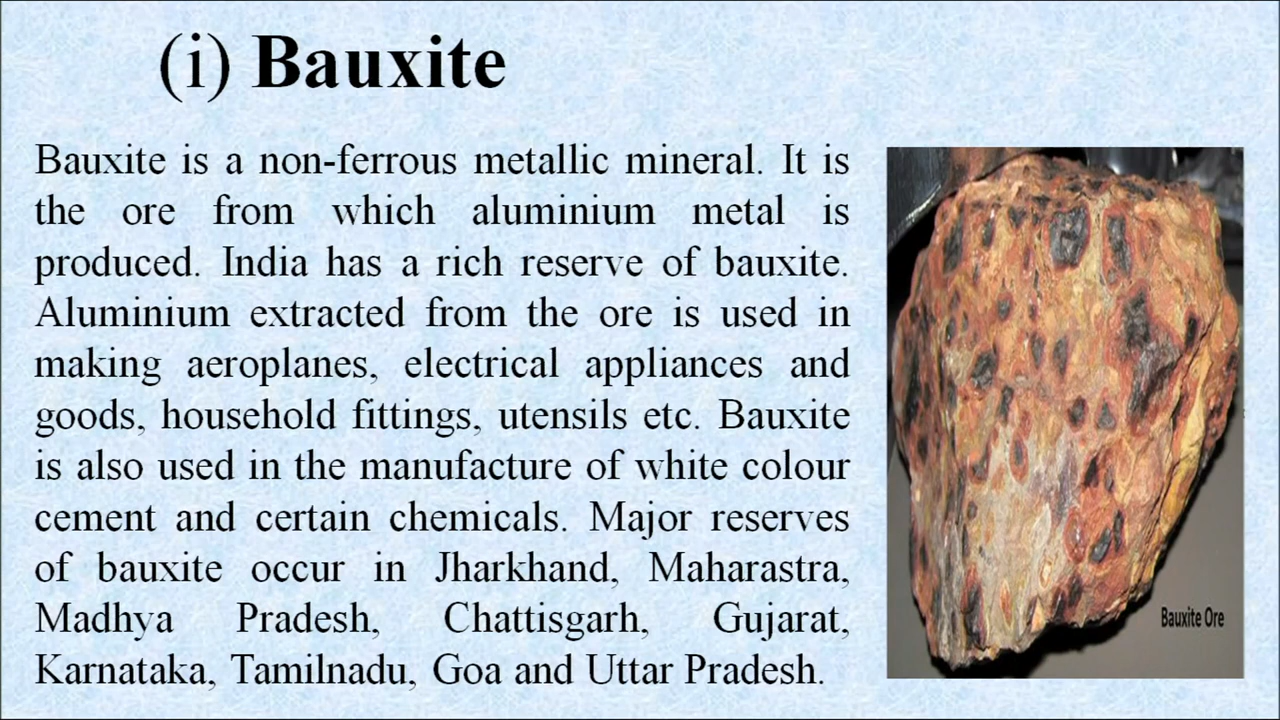 (i) Bauxite
Bauxite is a non-ferrous metallic mineral. It is
the ore from which aluminium metal is
produced. India has a rich reserve of bauxite.
Aluminium extracted from the ore is used in
making aeroplanes, electrical appliances and
goods, household fittings, utensils etc. Bauxite
is also used in the manufacture of white colour
cement and certain chemicals. Major reserves
of bauxite occur in Jharkhand, Maharastra,
Madhya Pradesh, Chattisgarh, Gujarat,
Karnataka, Tamilnadu, Goa and Uttar Pradesh.
Bauxite Ore